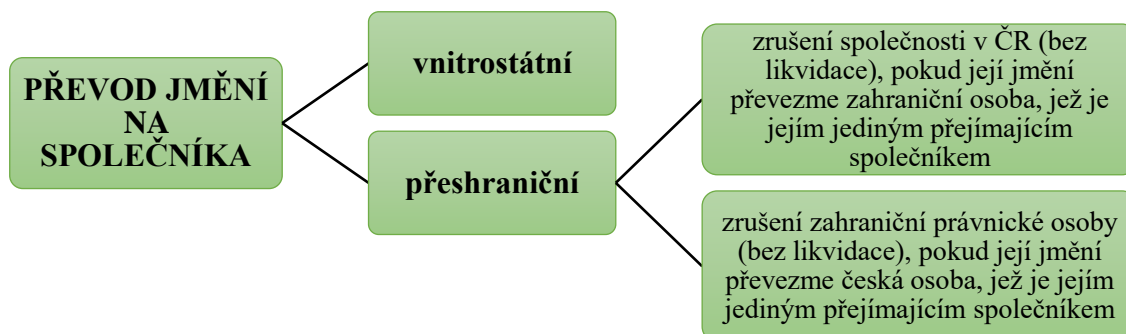 PŘEVOD JMĚNÍ
NA
SPOLEČNÍKA
vnitrostátní
přeshraniční
zrušení společnosti v ČR (bez
likvidace), pokud její jmění
převezme zahraniční osoba, jež je
jejím jediným přejímajícím
společníkem
zrušení zahraniční právnické osoby
(bez likvidace), pokud její jmění
převezme česká osoba, jež je jejím
jediným přejímajícím společníkem